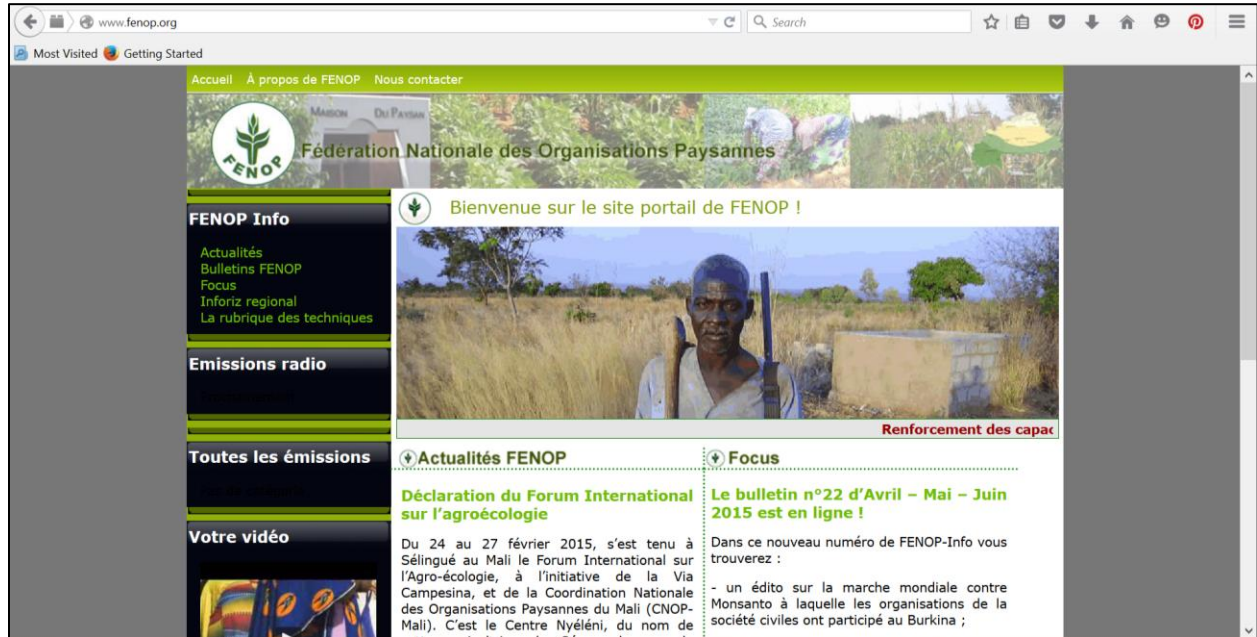 www.fenop.org
Search
Most Visited
Getting Started
Accueil
À propos de FENOP
Nous contacter
MAISON DU PAYSAN
FENOP
Fédération Nationale des Organisations Paysannes
FENOP Info
Actualités
Bulletins FENOP
Focus
Inforiz regional
La rubrique des techniques
Emissions radio
Toutes les émissions
Votre vidéo
Bienvenue sur le site portail de FENOP !
Renforcement des capac
Actualités FENOP
Déclaration du Forum International
sur l'agroécologie
Du 24 au 27 février 2015, s'est tenu à
Sélingué au Mali le Forum International sur
l'Agro-écologie, à l'initiative de la Via
Campesina, et de la Coordination Nationale
des Organisations Paysannes du Mali (CNOP-
Mali). C'est le Centre Nyéléni, du nom de
Focus
Le bulletin n°22 d'Avril – Mai – Juin
2015 est en ligne !
Dans ce nouveau numéro de FENOP-Info vous
trouverez :
- un édito sur la marche mondiale contre
Monsanto à laquelle les organisations de la
société civiles ont participé au Burkina ;